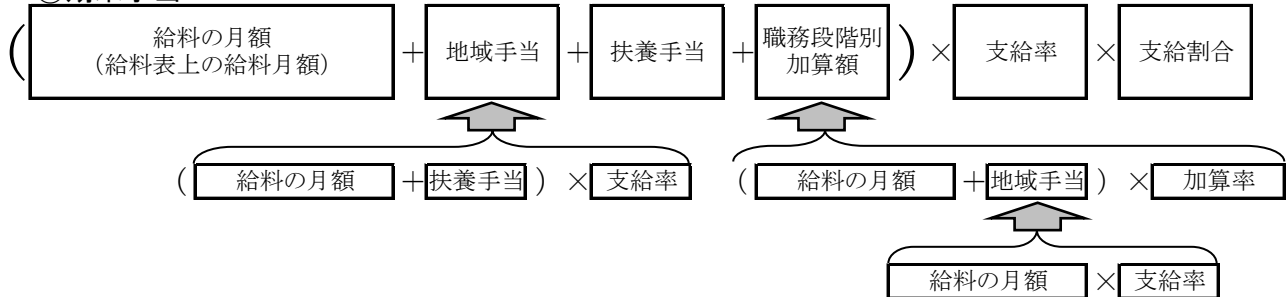 ( 給料の月額 + 地域手当 + 扶養手当 + 職務段階別 ) × 支給率 × 支給割合
(給料表上の給料月額) 加算額
( 給料の月額 + 扶養手当 ) × 支給率 ( 給料の月額 + 地域手当 ) × 加算率
給料の月額 × 支給率